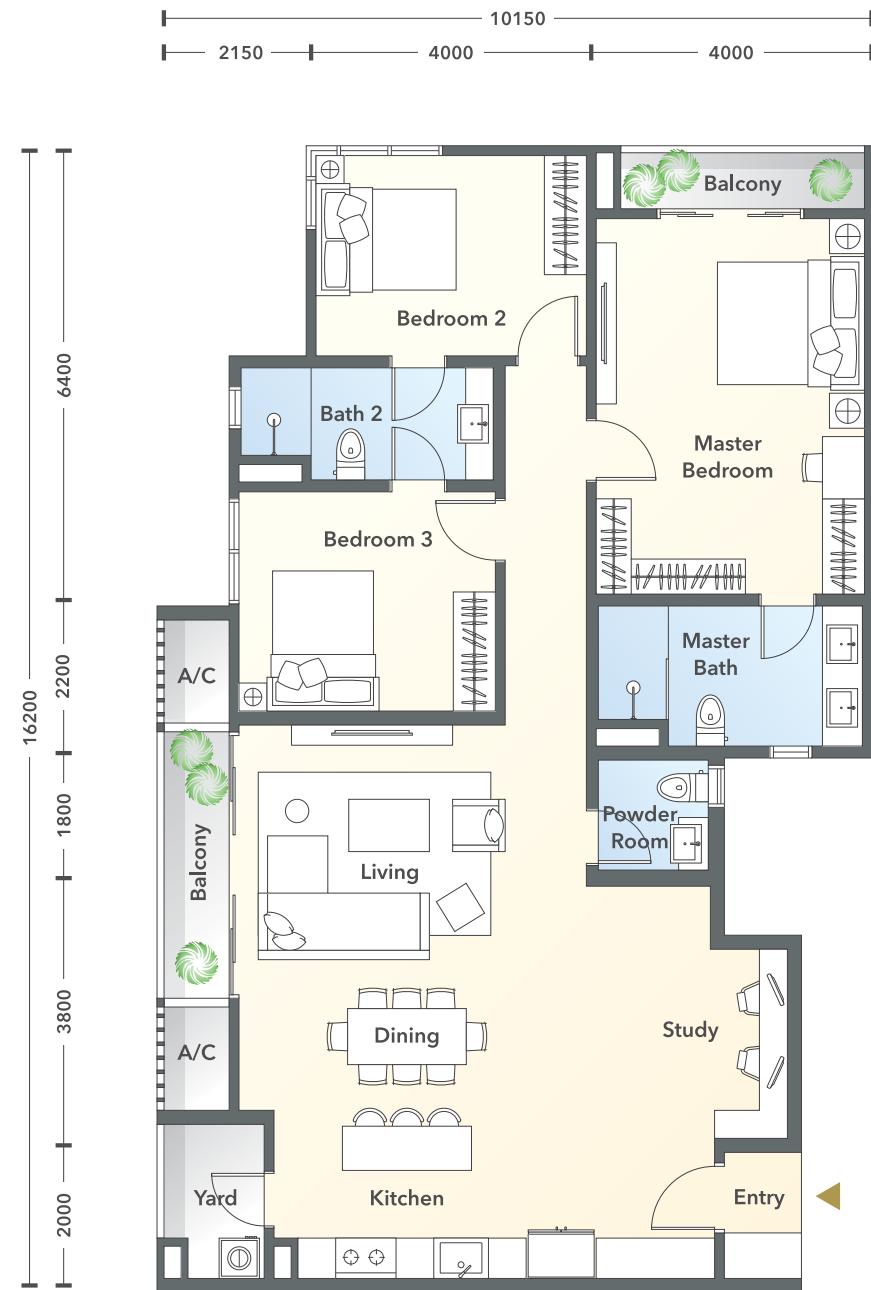 10150
2150
4000
4000
Balcony
Bedroom 2
6400
Bath 2
Master
Bedroom
Bedroom 3
A/C
Master
Bath
2200
16200
1800
Balcony
Powder
Room
Living
3800
A/C
Dining
Study
Yard
Kitchen
Entry
2000